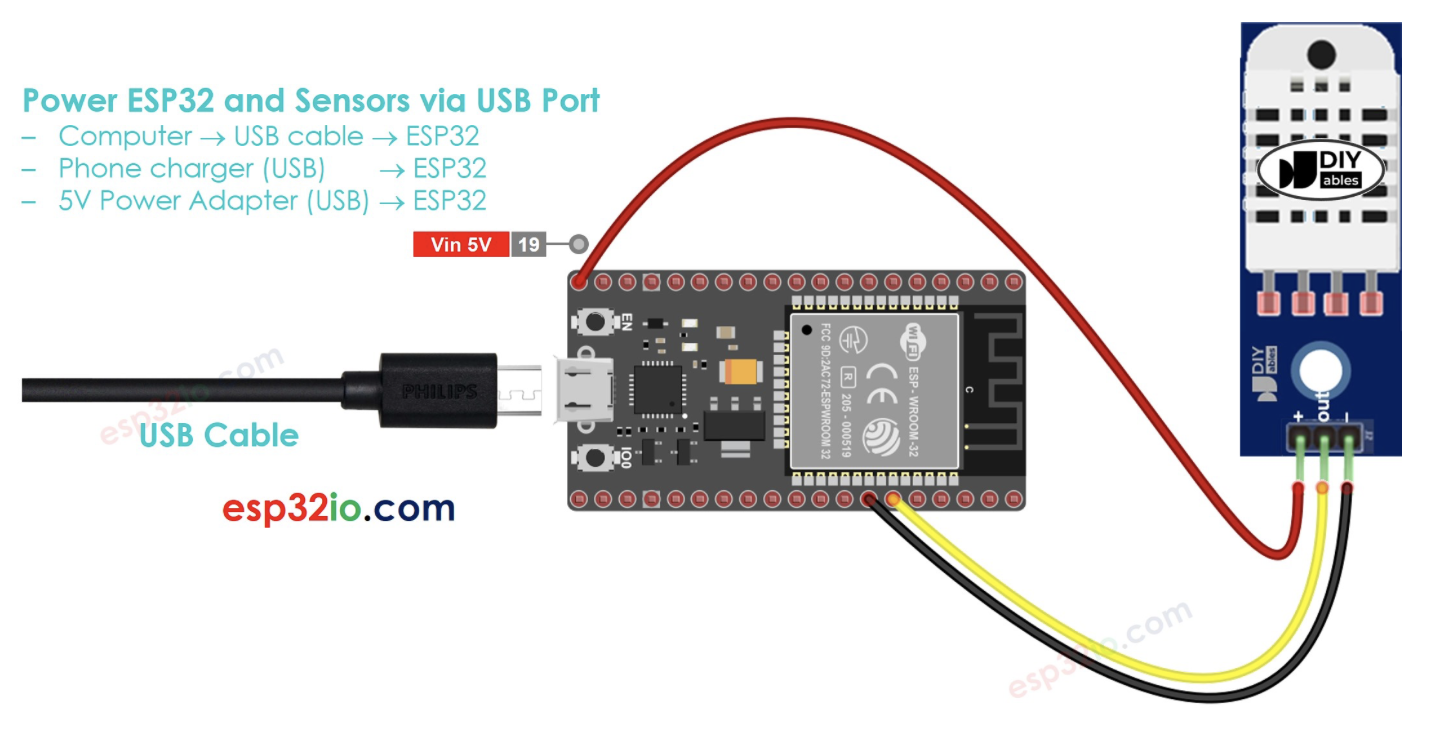 Power ESP32 and Sensors via USB Port
– Computer → USB cable → ESP32
– Phone charger (USB) → ESP32
– 5V Power Adapter (USB) → ESP32
Vin 5V 19
DIY
ables
EN
WiFi
ESP - WROOM -32
CE
R
205 - 000519
FCC 9D:2AC72-ESPWROOM 32
C
IO0
PHILIPS
USB Cable
esp32io.com
esp32io.com
DIY
ables
+
out
–
esp32io.com